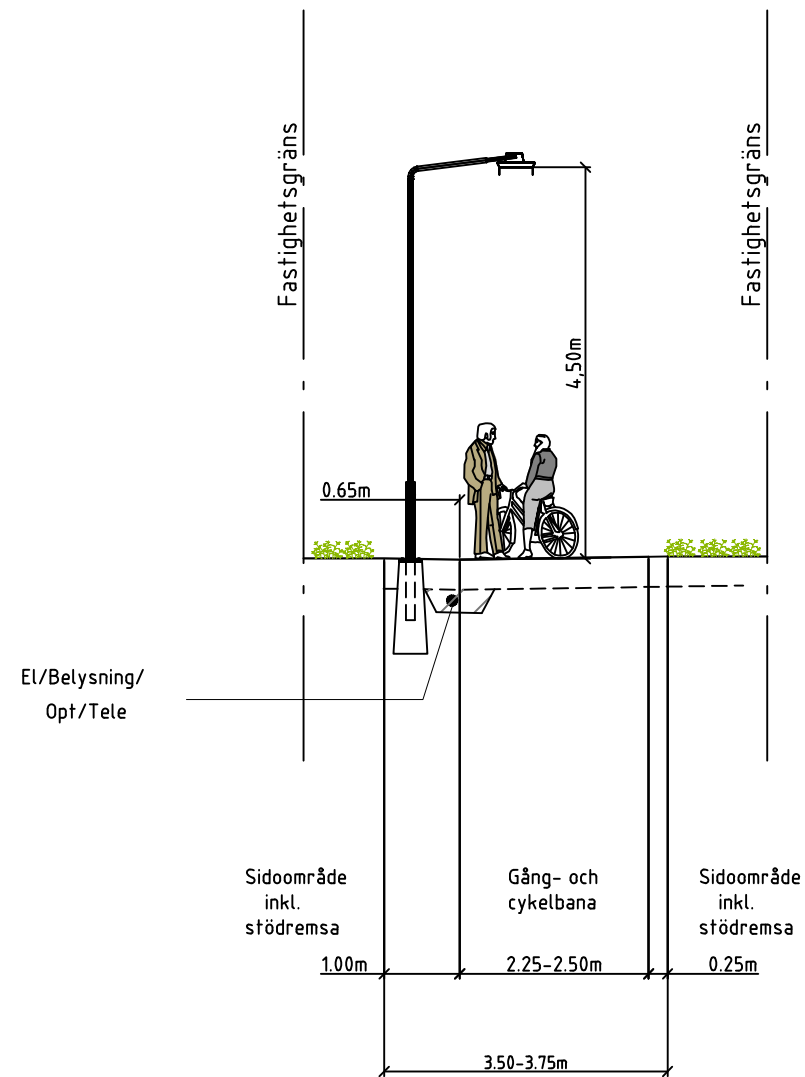 Fastighetsgräns
Fastighetsgräns
4,50m
0.65m
El/Belysning/
Opt/Tele
Sidoområde
inkl.
stödremsa
Gång- och
cykelbana
Sidoområde
inkl.
stödremsa
1.00m
2.25-2.50m
0.25m
3.50-3.75m